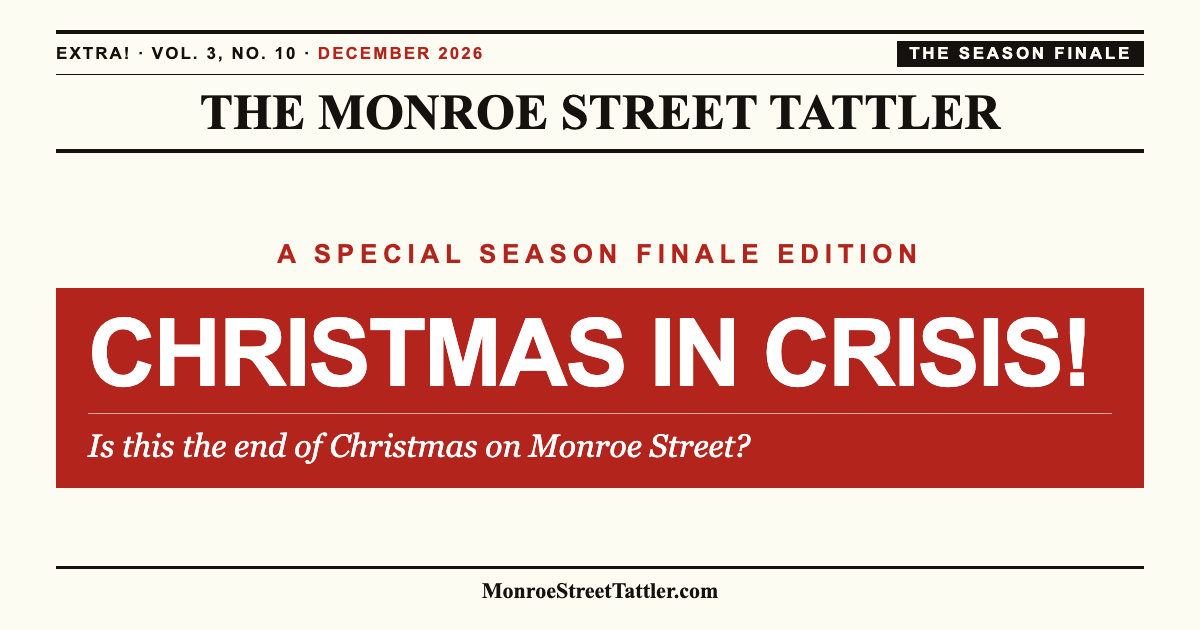 EXTRA! · VOL. 3, NO. 10 · DECEMBER 2026
THE SEASON FINALE
THE MONROE STREET TATTLER
A SPECIAL SEASON FINALE EDITION
CHRISTMAS IN CRISIS!
Is this the end of Christmas on Monroe Street?
MonroeStreetTattler.com